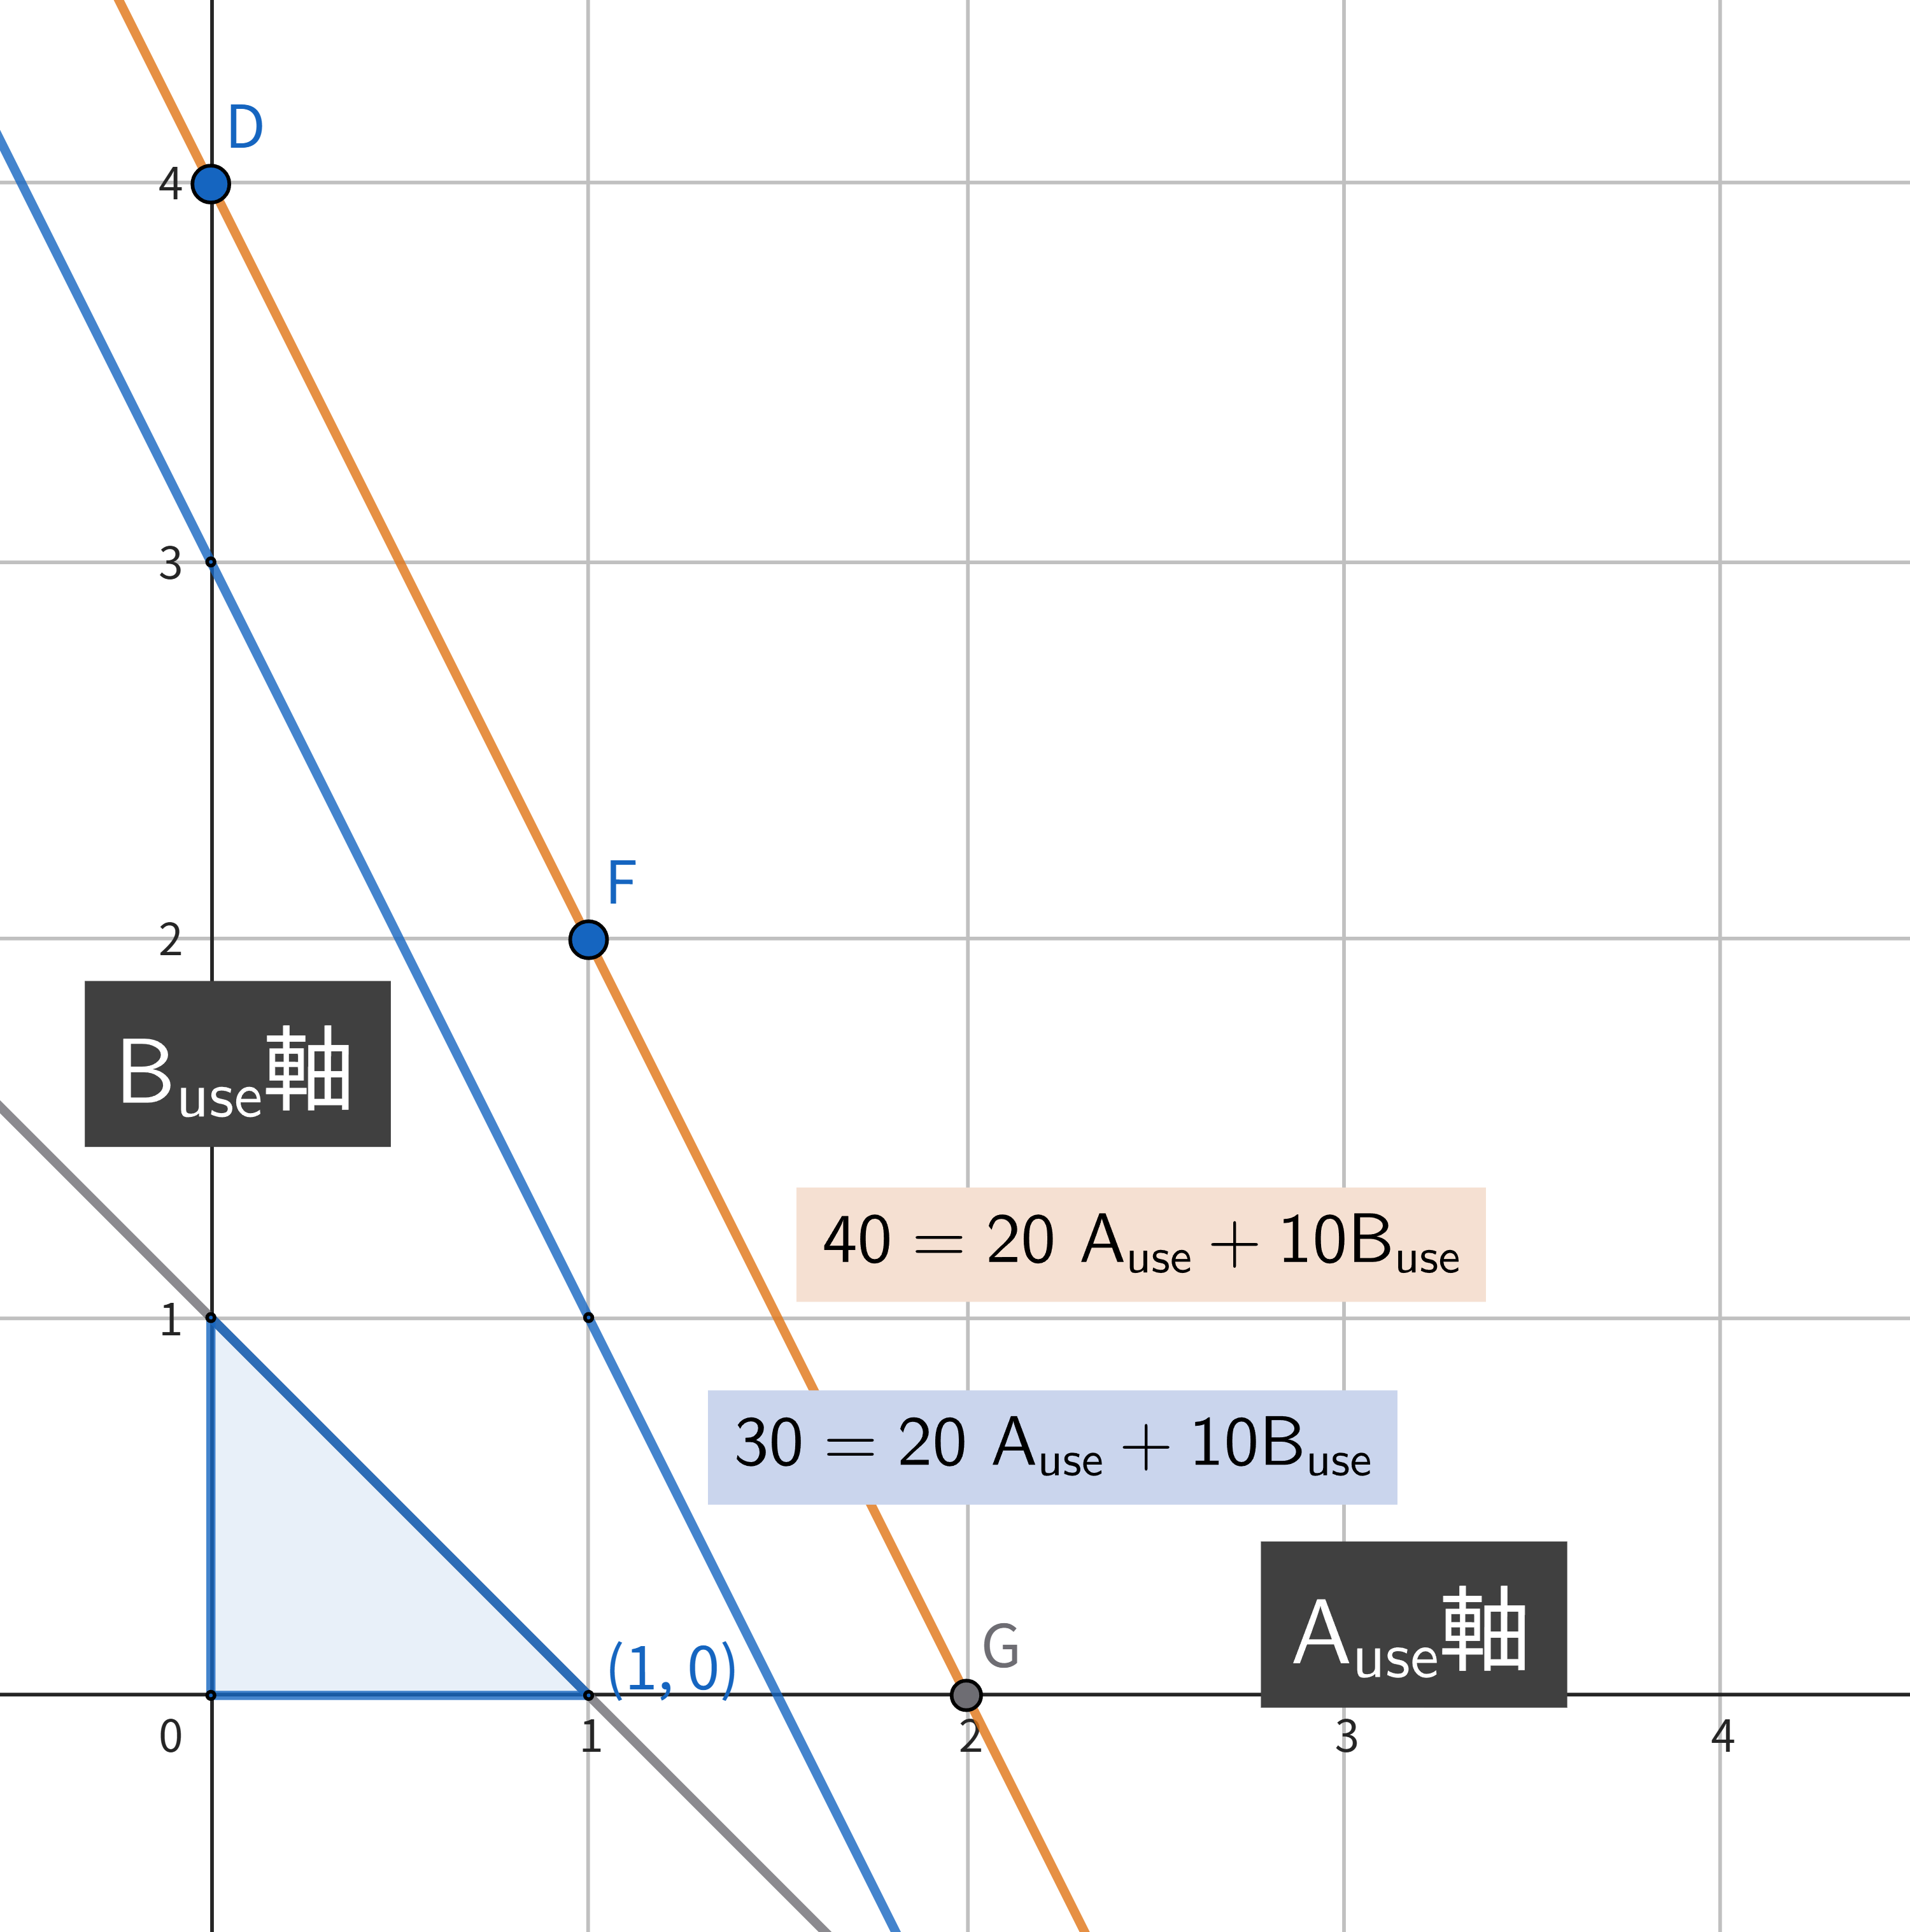 D
4
3
F
2
B_use軸
40 = 20 A_use + 10B_use
1
30 = 20 A_use + 10B_use
A_use軸
G
(1, 0)
0 1 2 3 4